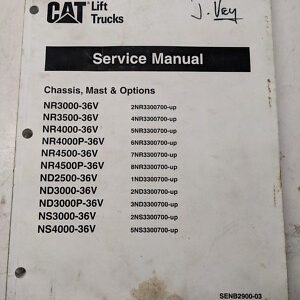 CAT Lift
Trucks
J. Vey
Service Manual
Chassis, Mast & Options
NR3000-36V 2NR3300700-up
NR3500-36V 4NR3300700-up
NR4000-36V 5NR3300700-up
NR4000P-36V 6NR3300700-up
NR4500-36V 7NR3300700-up
NR4500P-36V 8NR3300700-up
ND2500-36V 1ND3300700-up
ND3000-36V 2ND3300700-up
ND3000P-36V 3ND3300700-up
NS3000-36V 2NS3300700-up
NS4000-36V 5NS3300700-up
SENB2900-03